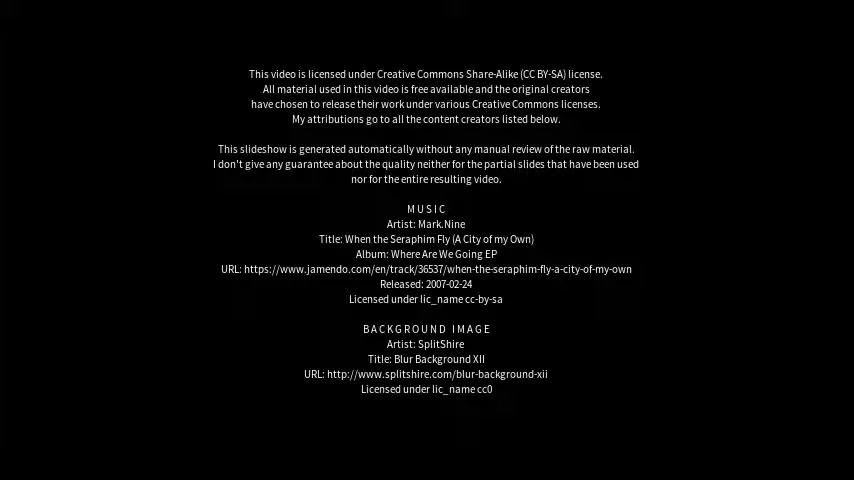 This video is licensed under Creative Commons Share-Alike (CC BY-SA) license.
All material used in this video is free available and the original creators
have chosen to release their work under various Creative Commons licenses.
My attributions go to all the content creators listed below.
This slideshow is generated automatically without any manual review of the raw material.
I don't give any guarantee about the quality neither for the partial slides that have been used
nor for the entire resulting video.
MUSIC
Artist: Mark.Nine
Title: When the Seraphim Fly (A City of my Own)
Album: Where Are We Going EP
URL: https://www.jamendo.com/en/track/36537/when-the-seraphim-fly-a-city-of-my-own
Released: 2007-02-24
Licensed under lic_name cc-by-sa
BACKGROUND IMAGE
Artist: SplitShire
Title: Blur Background XII
URL: http://www.splitshire.com/blur-background-xii
Licensed under lic_name cc0